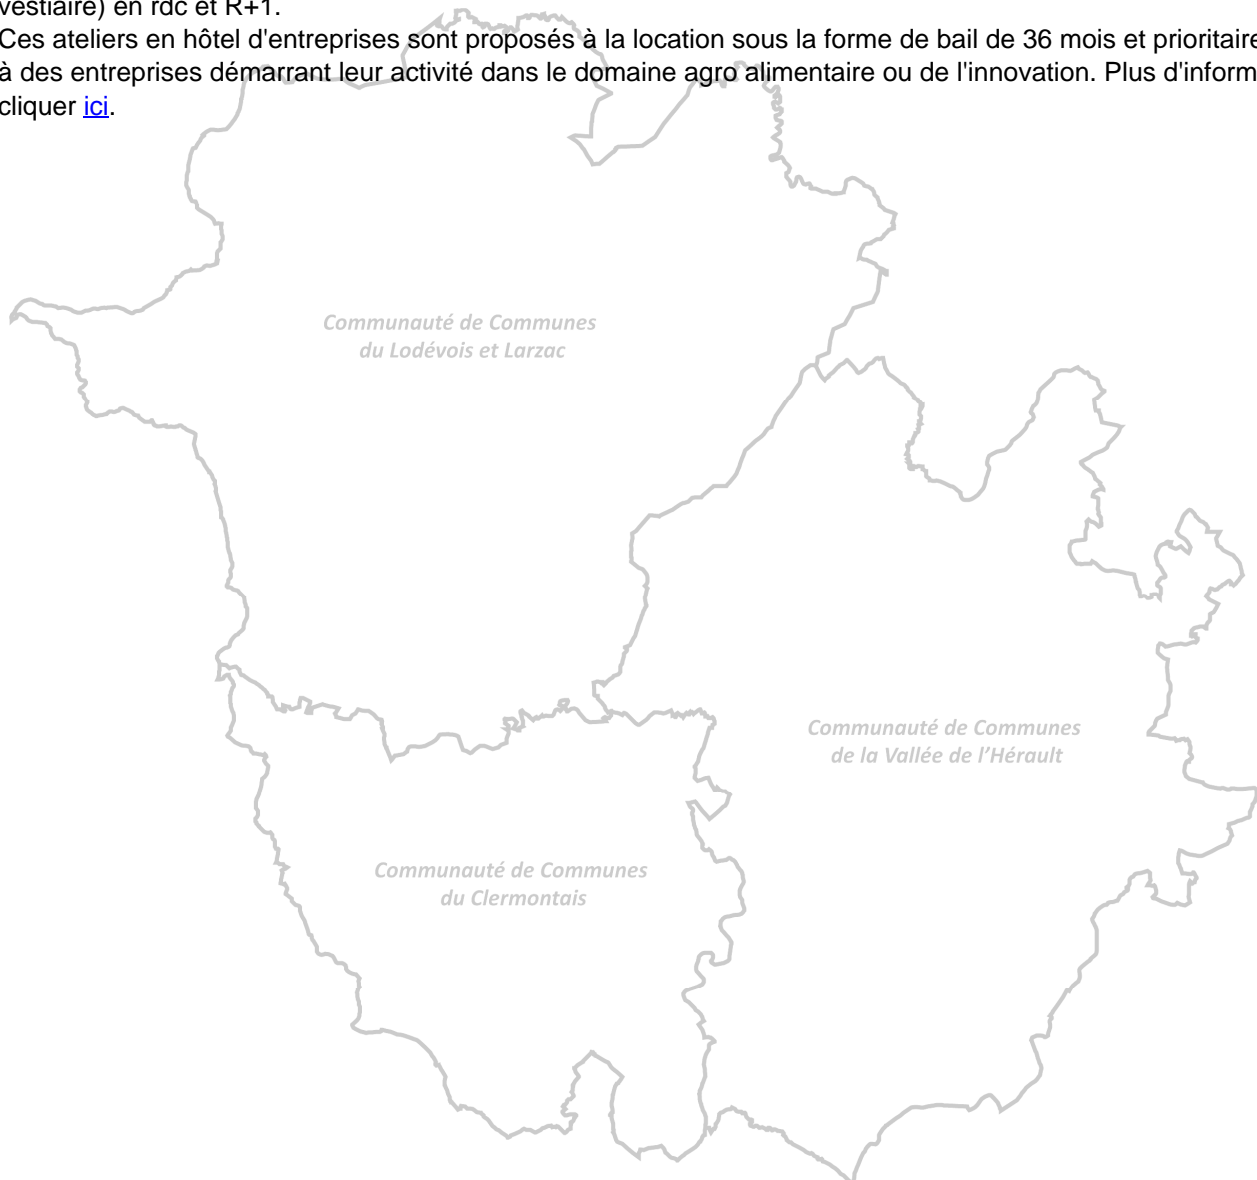 vestiaire) en rdc et R+1.
Ces ateliers en hôtel d'entreprises sont proposés à la location sous la forme de bail de 36 mois et prioritaire
à des entreprises démarrant leur activité dans le domaine agro alimentaire ou de l'innovation. Plus d'inform
cliquer ici.
Communauté de Communes
du Lodévois et Larzac
Communauté de Communes
de la Vallée de l'Hérault
Communauté de Communes
du Clermontais